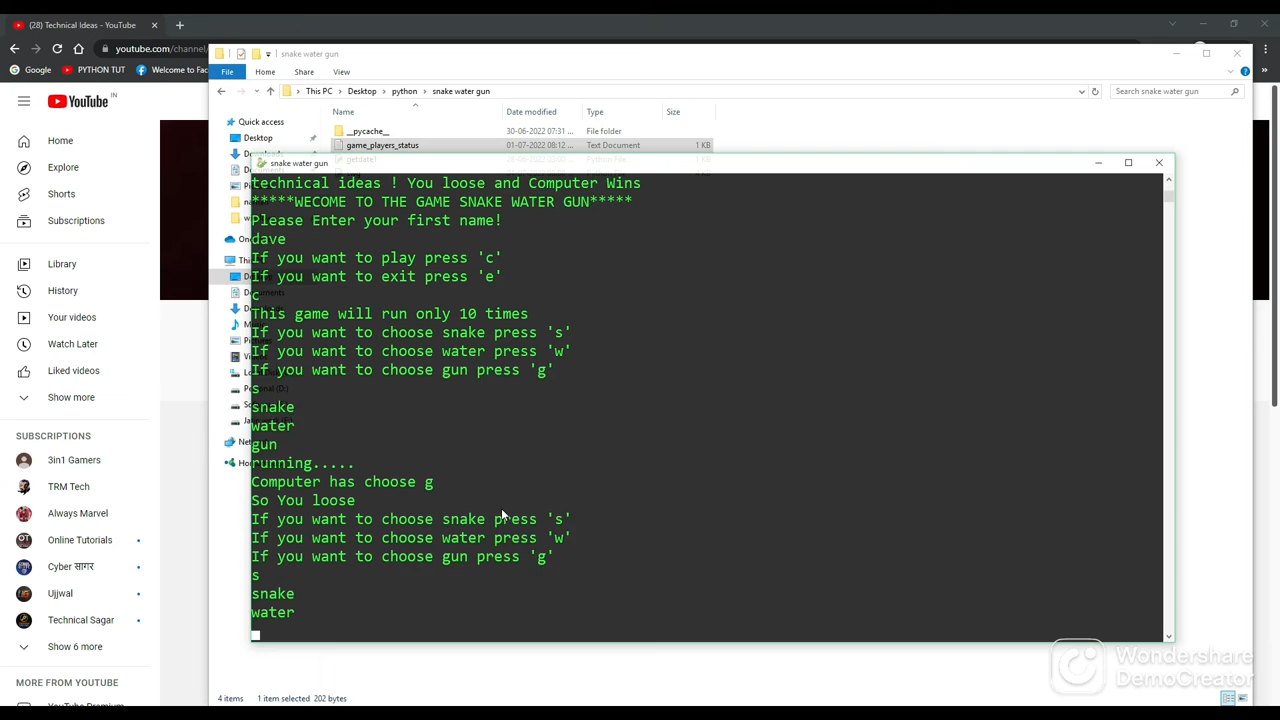 (28) Technical Ideas - YouTube
youtube.com/channel/
Google
PYTHON TUT
Welcome to Fac
YouTube IN
Home
Explore
Shorts
Subscriptions
Library
History
Your videos
Watch Later
Liked videos
Show more
SUBSCRIPTIONS
3in1 Gamers
TRM Tech
Always Marvel
Online Tutorials
Cyber सागर
Ujjwal
Technical Sagar
Show 6 more
MORE FROM YOUTUBE
YouTube Premium
snake water gun
File Home Share View
This PC > Desktop > python > snake water gun
Search snake water gun
Name Date modified Type Size
Quick access
Desktop
__pycache__ 30-06-2022 07:31 ... File folder
game_players_status 01-07-2022 08:12 ... Text Document 1 KB
getdate1 Python File 1 KB
snake water gun
technical ideas ! You loose and Computer Wins
*****WECOME TO THE GAME SNAKE WATER GUN*****
Please Enter your first name!
dave
If you want to play press 'c'
If you want to exit press 'e'
c
This game will run only 10 times
If you want to choose snake press 's'
If you want to choose water press 'w'
If you want to choose gun press 'g'
s
snake
water
gun
running.....
Computer has choose g
So You loose
If you want to choose snake press 's'
If you want to choose water press 'w'
If you want to choose gun press 'g'
s
snake
water
4 items 1 item selected 202 bytes
Wondershare
DemoCreator